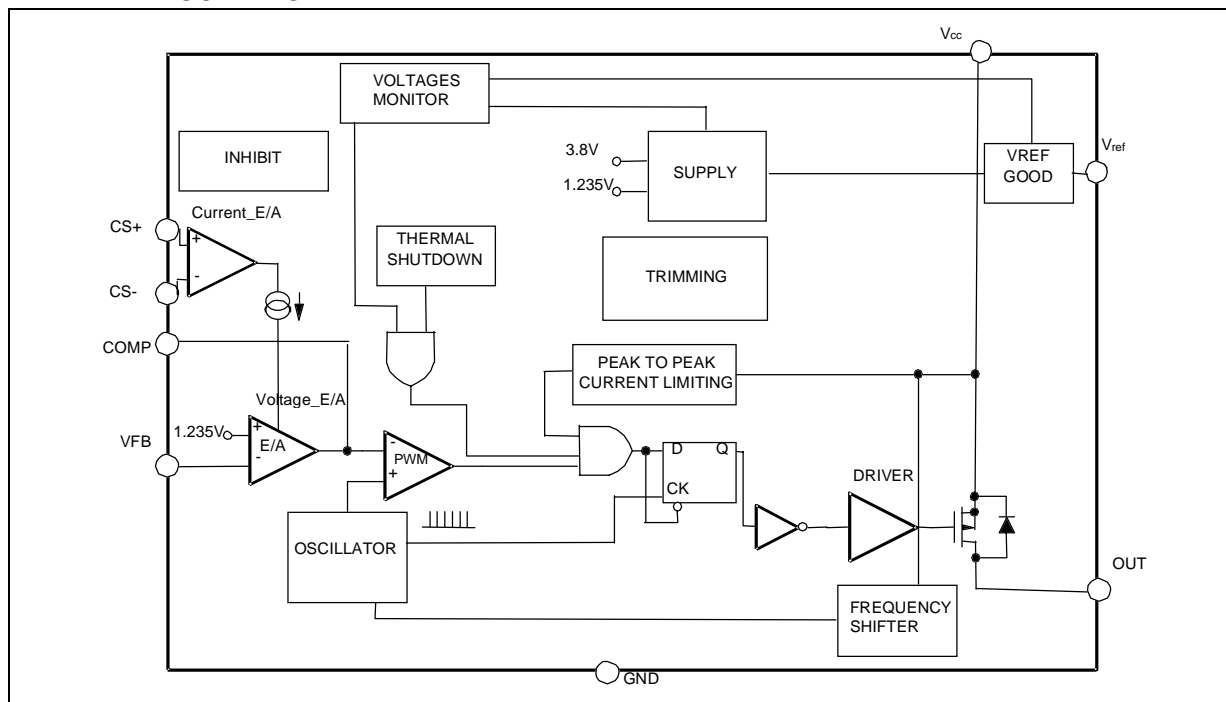 Vcc
VOLTAGES
MONITOR
INHIBIT
3.8V
1.235V
SUPPLY
VREF
GOOD
Vref
Current_E/A
CS+
+
-
CS-
THERMAL
SHUTDOWN
TRIMMING
COMP
PEAK TO PEAK
CURRENT LIMITING
Voltage_E/A
1.235V
+
E/A
-
VFB
-
PWM
+
D
Q
CK
DRIVER
OSCILLATOR
OUT
FREQUENCY
SHIFTER
GND